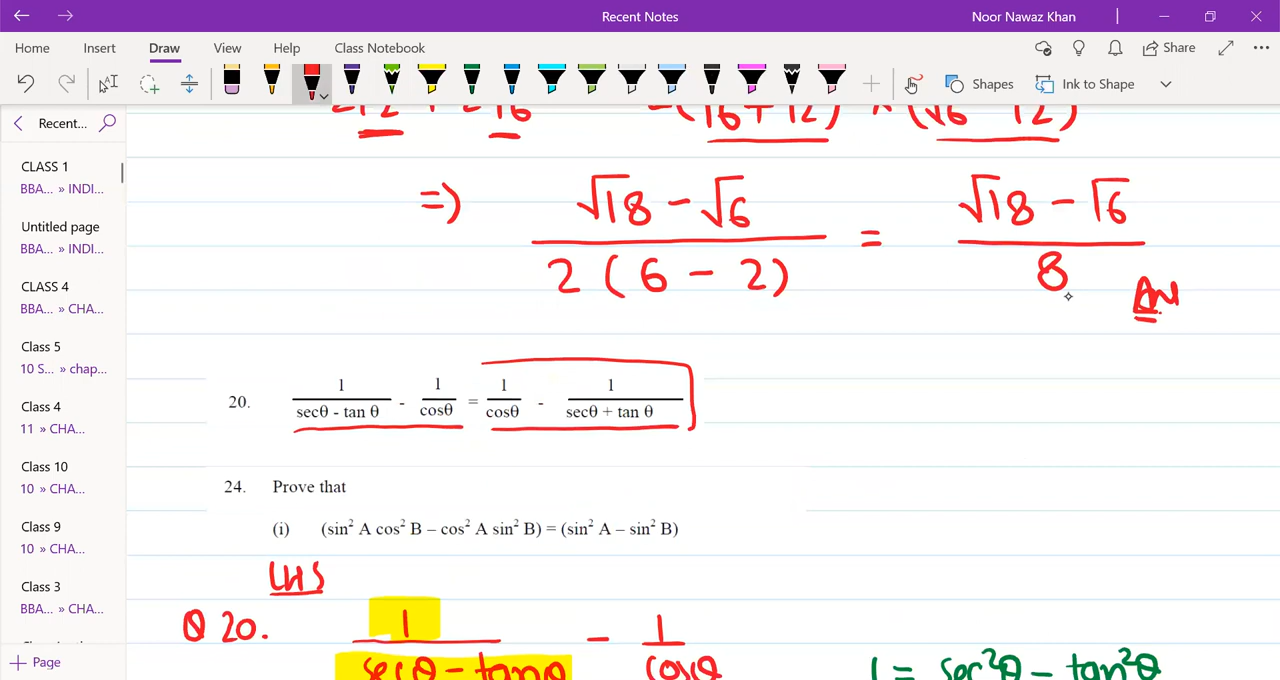 Recent Notes
Noor Nawaz Khan
Home Insert Draw View Help Class Notebook
Share
Shapes
Ink to Shape
Recent...
CLASS 1
BBA... » INDI...
Untitled page
BBA... » INDI...
CLASS 4
BBA... » CHA...
Class 5
10 S... » chap...
Class 4
11 » CHA...
Class 10
10 » CHA...
Class 9
10 » CHA...
Class 3
BBA... » CHA...
+ Page
=> (√18 - √6) / (2 (6 - 2)) = (√18 - √6) / 8
Ans
20. 1/(secθ - tan θ) - 1/cosθ = 1/cosθ - 1/(secθ + tan θ)
24. Prove that
(i) (sin² A cos² B – cos² A sin² B) = (sin² A – sin² B)
LHS
Q 20. 1/(secθ - tanθ) - 1/cosθ
1 = sec²θ - tan²θ